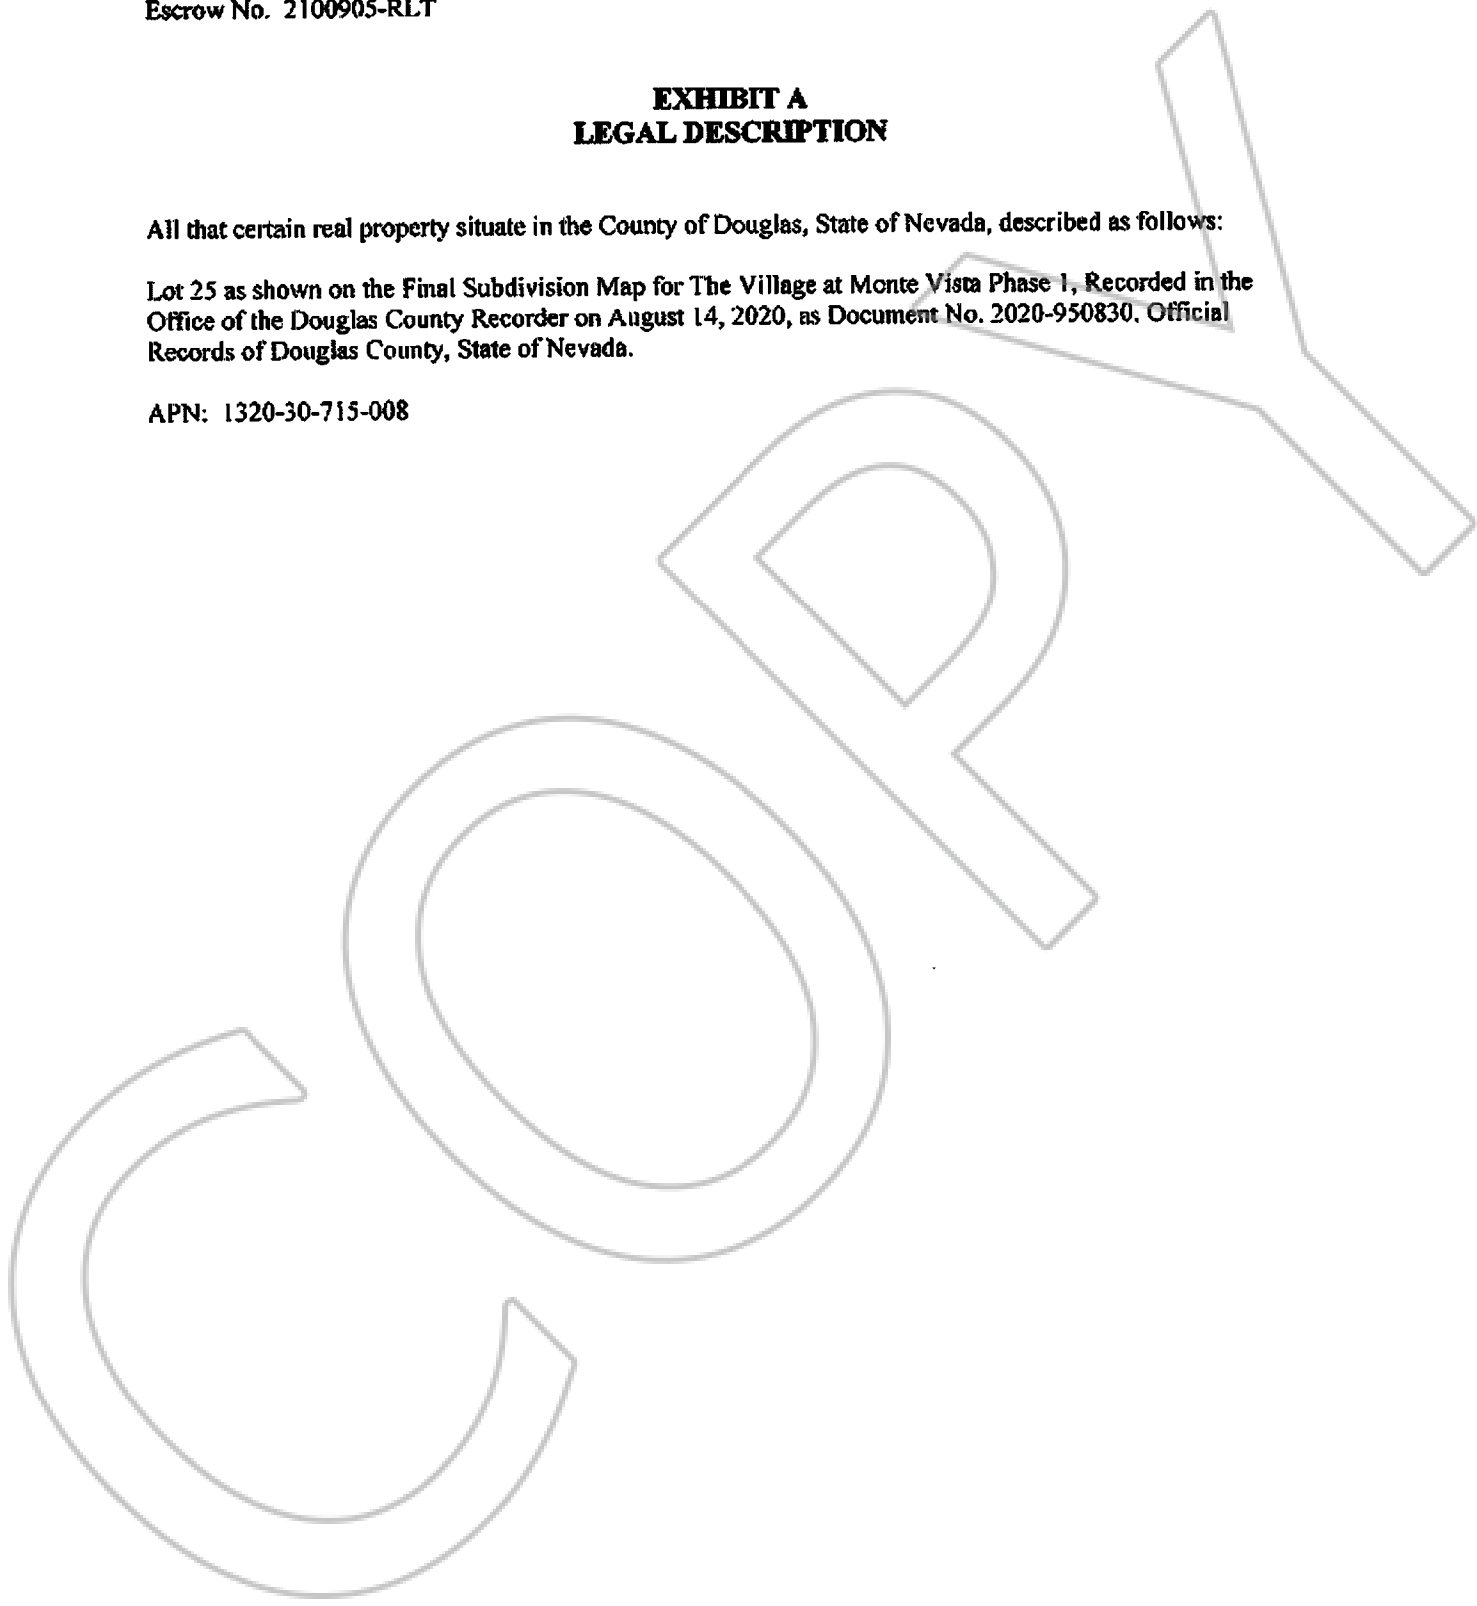 Escrow No. 2100905-RLT
EXHIBIT A
LEGAL DESCRIPTION
All that certain real property situate in the County of Douglas, State of Nevada, described as follows:
Lot 25 as shown on the Final Subdivision Map for The Village at Monte Vista Phase 1, Recorded in the
Office of the Douglas County Recorder on August 14, 2020, as Document No. 2020-950830. Official
Records of Douglas County, State of Nevada.
APN: 1320-30-715-008
COPY